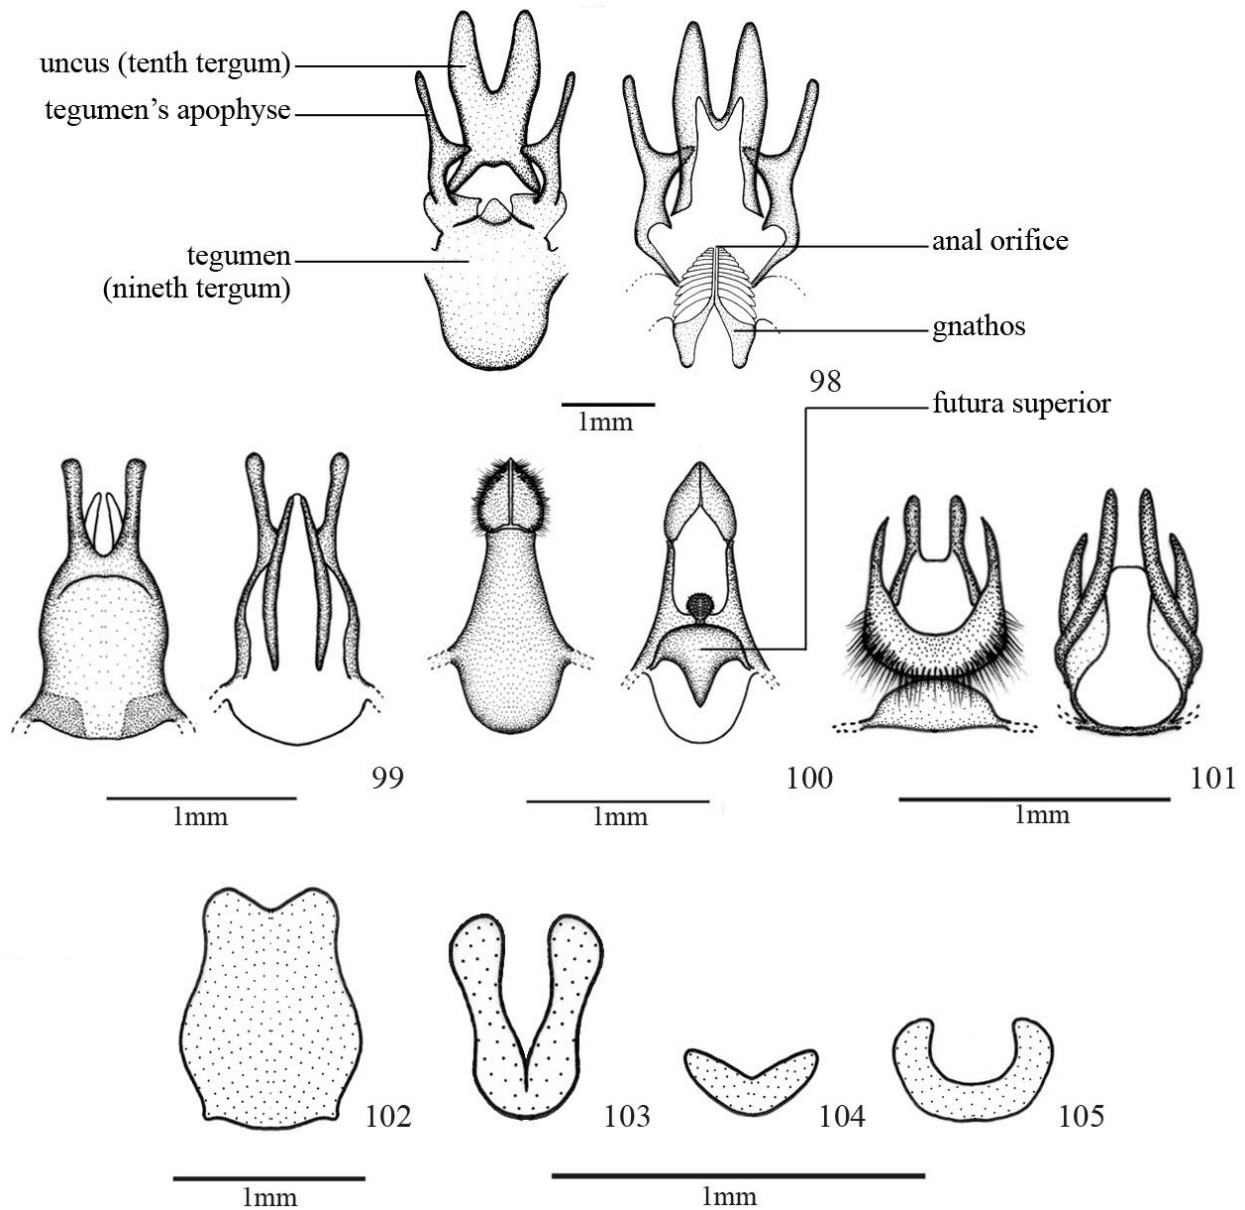 uncus (tenth tergum)
tegumen’s apophyse
tegumen
(nineth tergum)
anal orifice
gnathos
98
futura superior
1mm
99
100
101
1mm
1mm
1mm
102
103
104
105
1mm
1mm